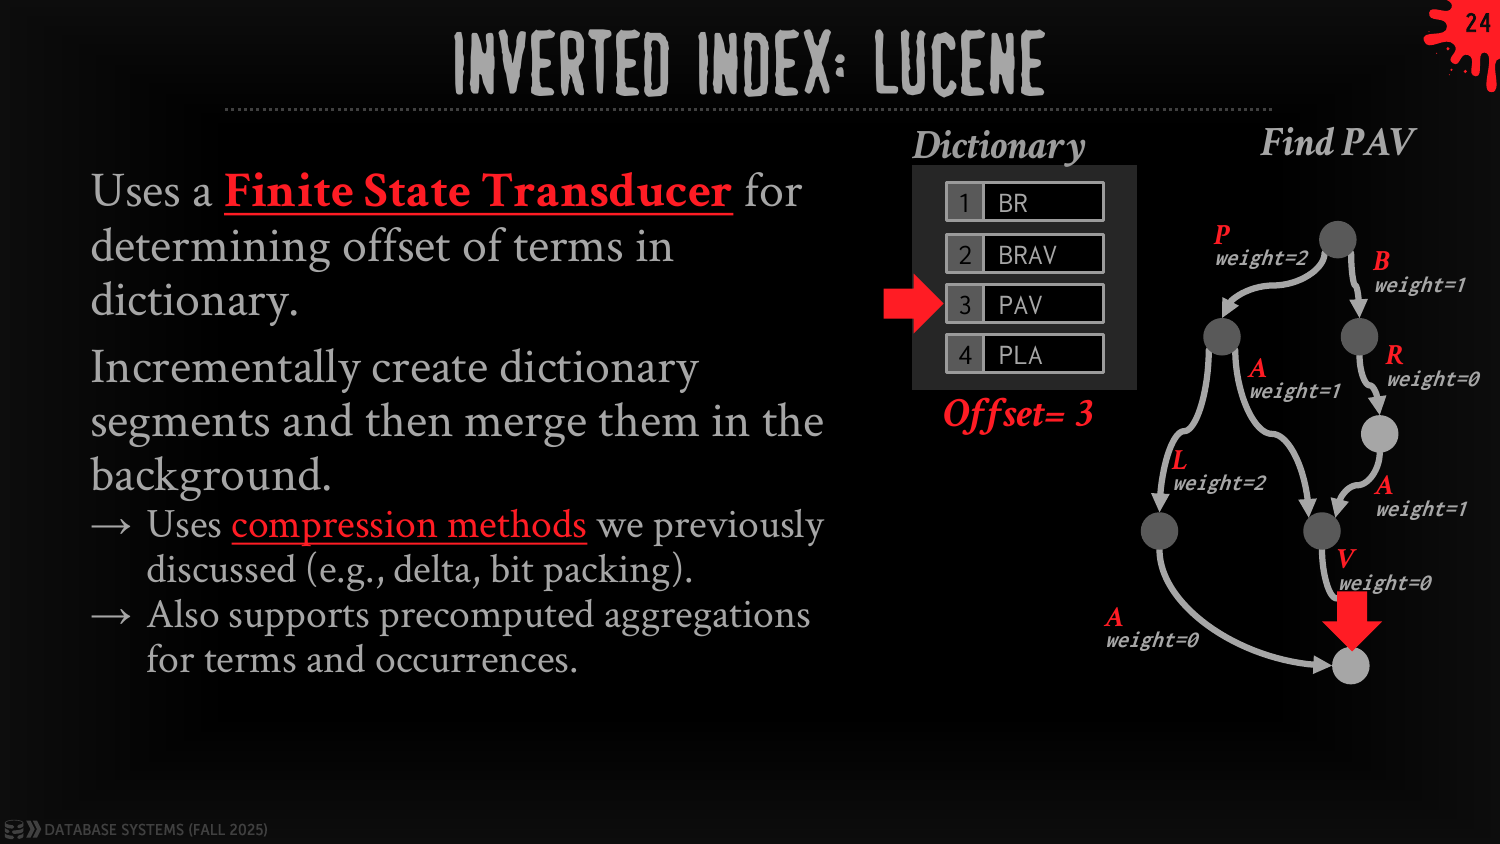 24
INVERTED INDEX: LUCENE
Uses a Finite State Transducer for
determining offset of terms in
dictionary.
Incrementally create dictionary
segments and then merge them in the
background.
→ Uses compression methods we previously
discussed (e.g., delta, bit packing).
→ Also supports precomputed aggregations
for terms and occurrences.
Dictionary
1 BR
2 BRAV
3 PAV
4 PLA
Offset= 3
Find PAV
P
weight=2
B
weight=1
R
weight=0
A
weight=1
L
weight=2
A
weight=1
V
weight=0
A
weight=0
DATABASE SYSTEMS (FALL 2025)